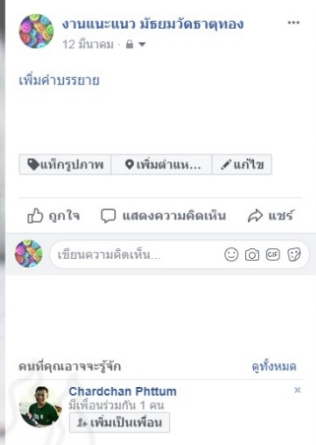 งานแนะแนว มัธยมวัดธาตุทอง
12 มีนาคม ·
เพิ่มคำบรรยาย
แท็กรูปภาพ เพิ่มตำแห... แก้ไข
ถูกใจ แสดงความคิดเห็น แชร์
เขียนความคิดเห็น... GIF
คนที่คุณอาจจะรู้จัก ดูทั้งหมด
Chardchan Phttum
มีเพื่อนร่วมกัน 1 คน
เพิ่มเป็นเพื่อน